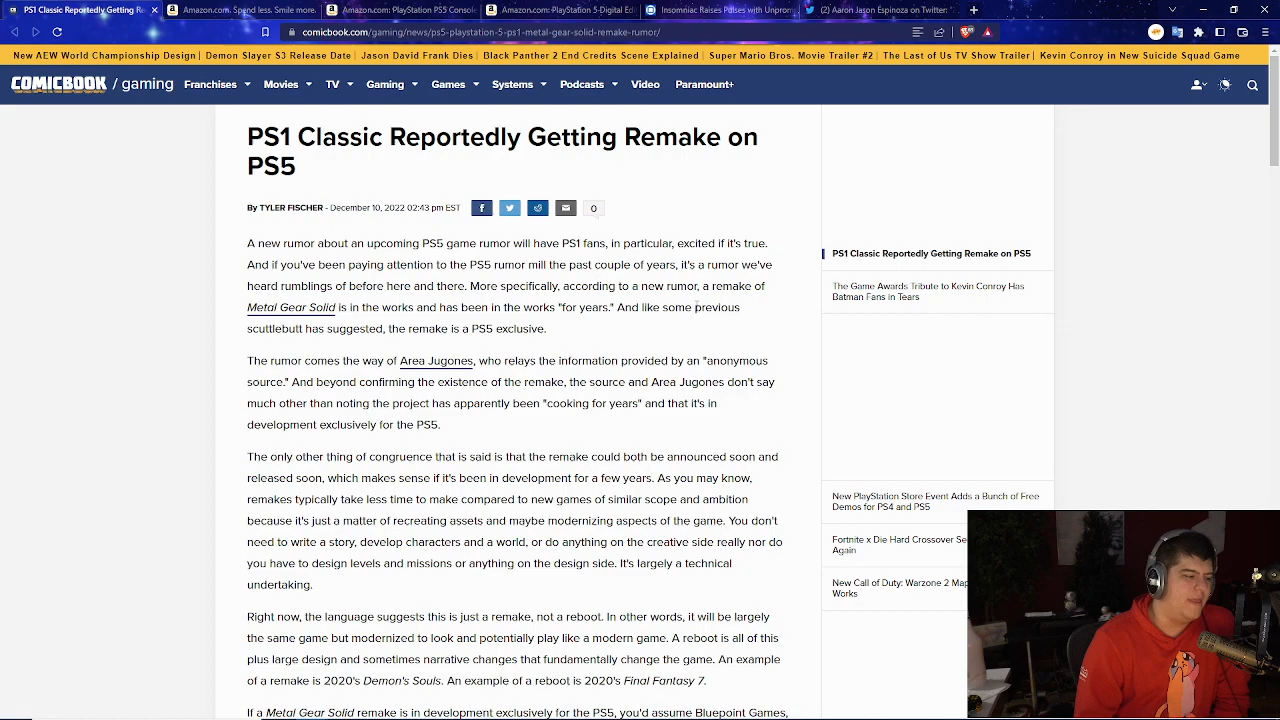 PS1 Classic Reportedly Getting Re
Amazon.com. Spend less. Smile more.
Amazon.com: PlayStation PS5 Consol
Amazon.com: PlayStation 5-Digital Ed
Insomniac Raises Pulses with Unprom
(2) Aaron Jason Espinoza on Twitter: "
comicbook.com/gaming/news/ps5-playstation-5-ps1-metal-gear-solid-remake-rumor/
New AEW World Championship Design | Demon Slayer S3 Release Date | Jason David Frank Dies | Black Panther 2 End Credits Scene Explained | Super Mario Bros. Movie Trailer #2 | The Last of Us TV Show Trailer | Kevin Conroy in New Suicide Squad Game
COMICBOOK / gaming Franchises Movies TV Gaming Games Systems Podcasts Video Paramount+
PS1 Classic Reportedly Getting Remake on
PS5
By TYLER FISCHER - December 10, 2022 02:43 pm EST 0
A new rumor about an upcoming PS5 game rumor will have PS1 fans, in particular, excited if it's true.
And if you've been paying attention to the PS5 rumor mill the past couple of years, it's a rumor we've
heard rumblings of before here and there. More specifically, according to a new rumor, a remake of
Metal Gear Solid is in the works and has been in the works "for years." And like some previous
scuttlebutt has suggested, the remake is a PS5 exclusive.
The rumor comes the way of Area Jugones, who relays the information provided by an "anonymous
source." And beyond confirming the existence of the remake, the source and Area Jugones don't say
much other than noting the project has apparently been "cooking for years" and that it's in
development exclusively for the PS5.
The only other thing of congruence that is said is that the remake could both be announced soon and
released soon, which makes sense if it's been in development for a few years. As you may know,
remakes typically take less time to make compared to new games of similar scope and ambition
because it's just a matter of recreating assets and maybe modernizing aspects of the game. You don't
need to write a story, develop characters and a world, or do anything on the creative side really nor do
you have to design levels and missions or anything on the design side. It's largely a technical
undertaking.
Right now, the language suggests this is just a remake, not a reboot. In other words, it will be largely
the same game but modernized to look and potentially play like a modern game. A reboot is all of this
plus large design and sometimes narrative changes that fundamentally change the game. An example
of a remake is 2020's Demon's Souls. An example of a reboot is 2020's Final Fantasy 7.
If a Metal Gear Solid remake is in development exclusively for the PS5, you'd assume Bluepoint Games,
PS1 Classic Reportedly Getting Remake on PS5
The Game Awards Tribute to Kevin Conroy Has
Batman Fans in Tears
New PlayStation Store Event Adds a Bunch of Free
Demos for PS4 and PS5
Fortnite x Die Hard Crossover Se
Again
New Call of Duty: Warzone 2 Map
Works